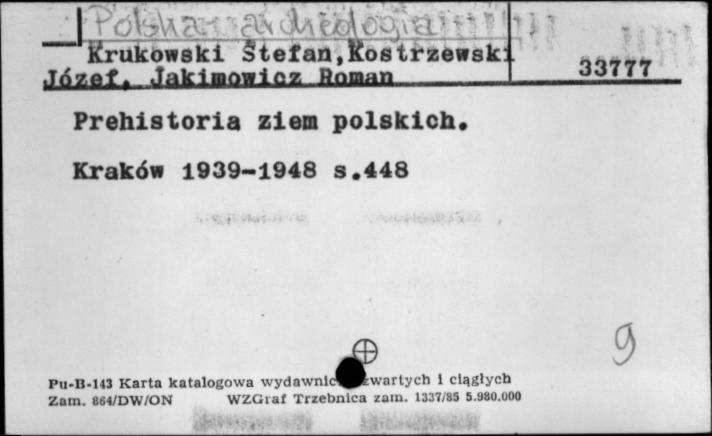 Polska - archeologia
Krukowski Stefan,Kostrzewski
Józef, Jakimowicz Roman
33777
Prehistoria ziem polskich.
Kraków 1939-1948 s.448
9
Pu-B-143 Karta katalogowa wydawnic zwartych i ciągłych
Zam. 864/DW/ON WZGraf Trzebnica zam. 1337/85 5.980.000